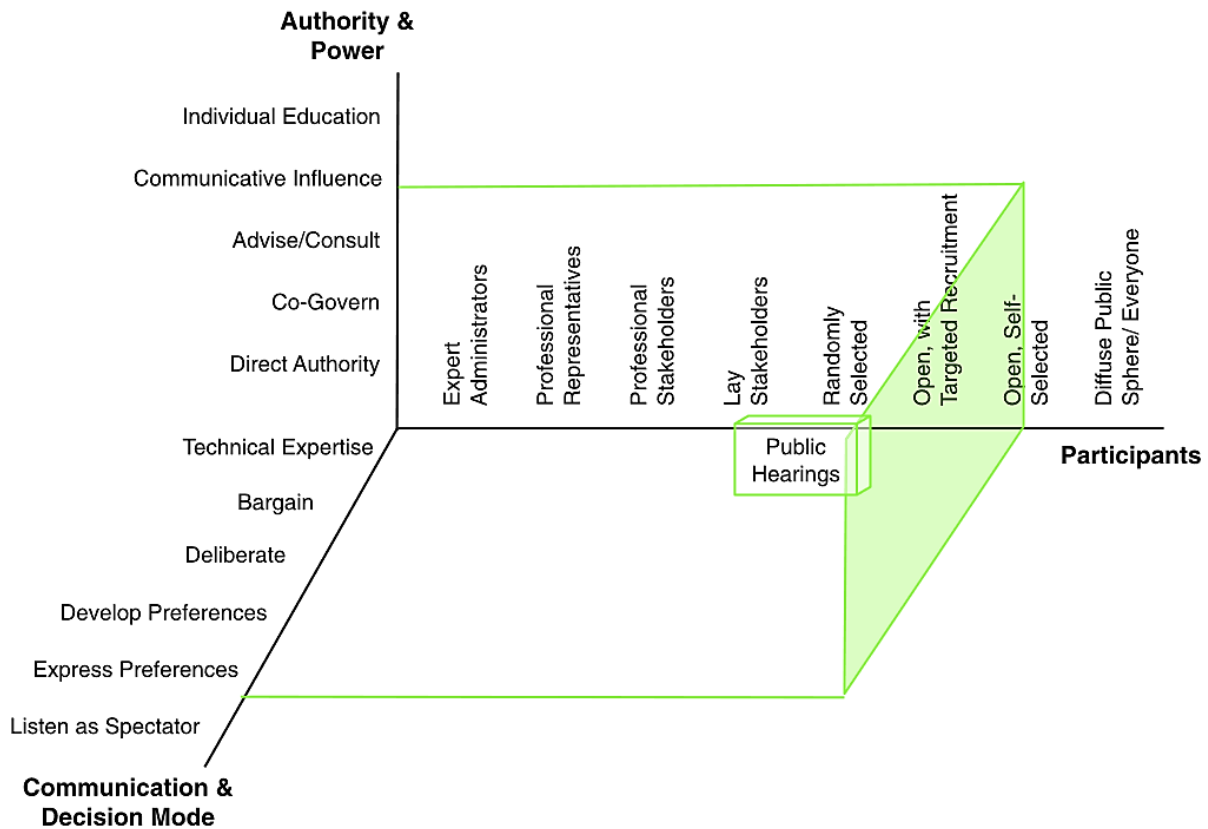 Authority &
Power
Individual Education
Communicative Influence
Advise/Consult
Co-Govern
Direct Authority
Expert
Administrators
Professional
Representatives
Professional
Stakeholders
Lay
Stakeholders
Randomly
Selected
Open, with
Targeted Recruitment
Open, Self-
Selected
Diffuse Public
Sphere/ Everyone
Participants
Public
Hearings
Technical Expertise
Bargain
Deliberate
Develop Preferences
Express Preferences
Listen as Spectator
Communication &
Decision Mode